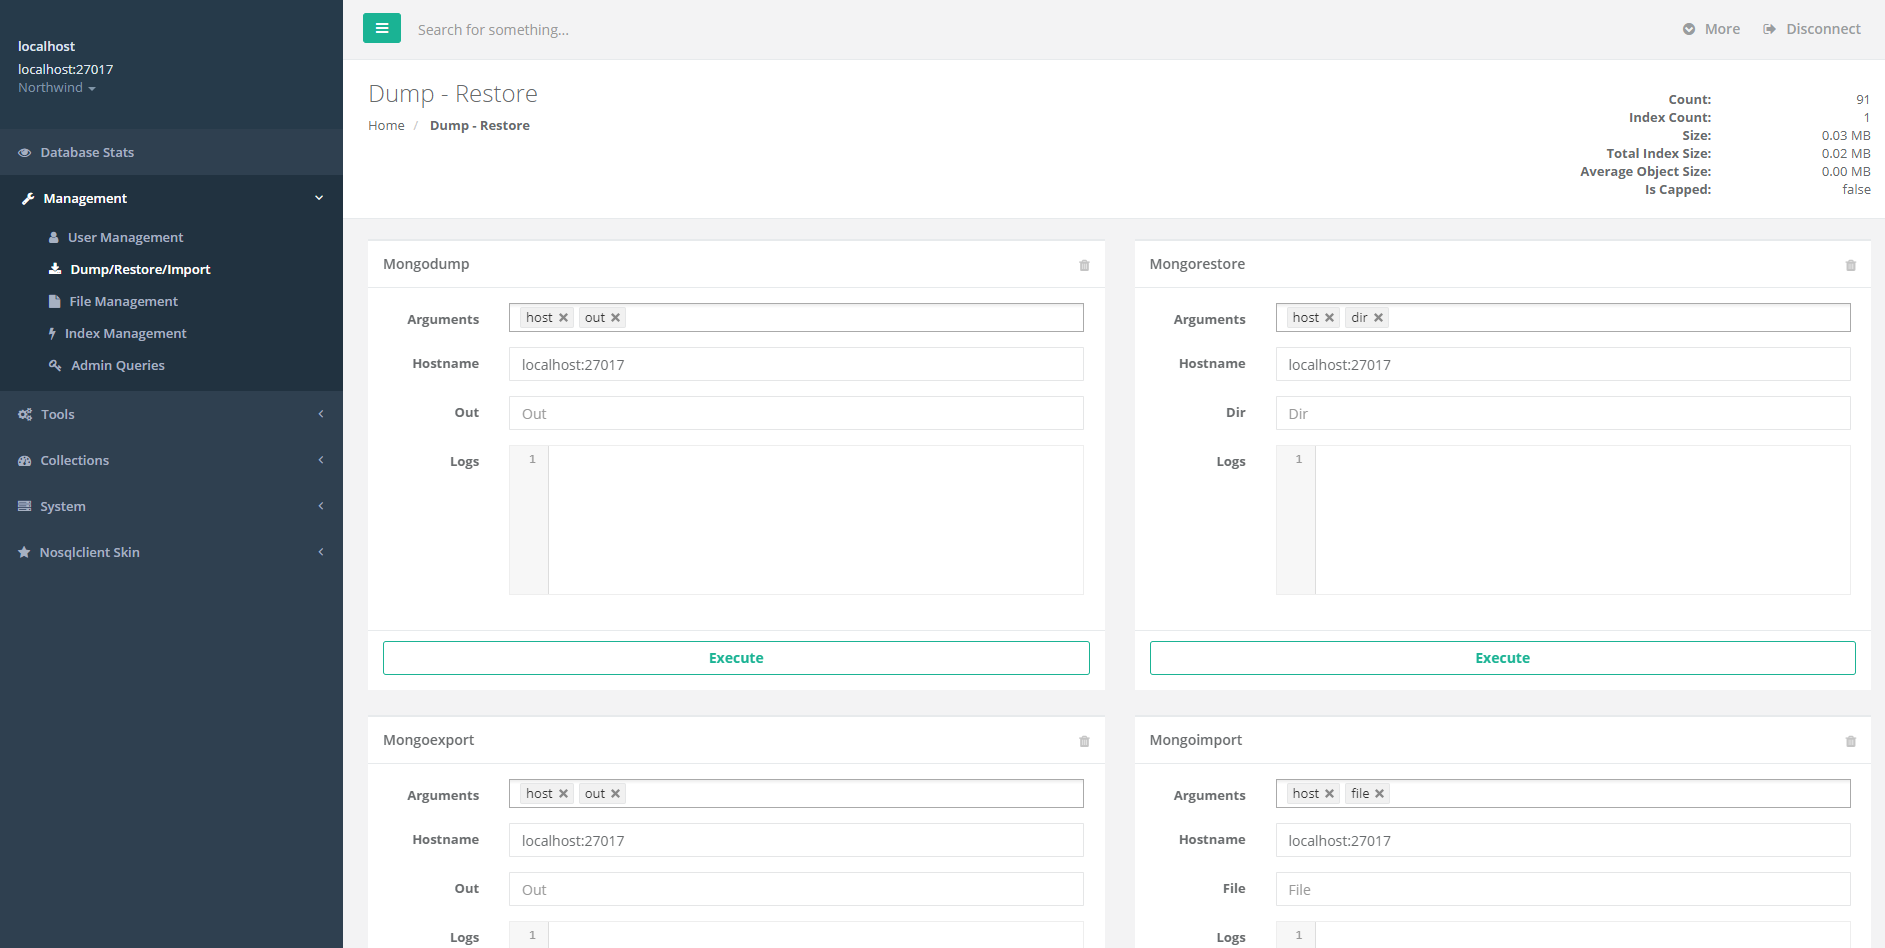 localhost
localhost:27017
Northwind
Database Stats
Management
User Management
Dump/Restore/Import
File Management
Index Management
Admin Queries
Tools
Collections
System
Nosqlclient Skin
Search for something...
More
Disconnect
Dump - Restore
Home / Dump - Restore
Count: 91
Index Count: 1
Size: 0.03 MB
Total Index Size: 0.02 MB
Average Object Size: 0.00 MB
Is Capped: false
Mongodump
Arguments host out
Hostname localhost:27017
Out Out
Logs 1
Execute
Mongorestore
Arguments host dir
Hostname localhost:27017
Dir Dir
Logs 1
Execute
Mongoexport
Arguments host out
Hostname localhost:27017
Out Out
Logs 1
Mongoimport
Arguments host file
Hostname localhost:27017
File File
Logs 1